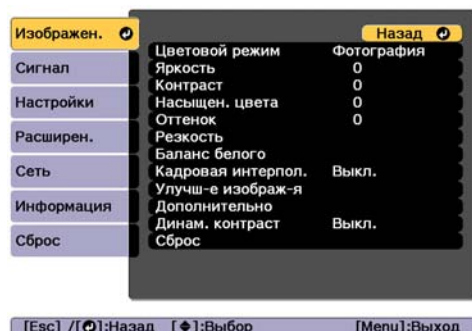 Изображен.
Сигнал
Настройки
Расширен.
Сеть
Информация
Сброс
Назад
Цветовой режим Фотография
Яркость 0
Контраст 0
Насыщен. цвета 0
Оттенок 0
Резкость
Баланс белого
Кадровая интерпол. Выкл.
Улучш-е изображ-я
Дополнительно
Динам. контраст Выкл.
Сброс
[Esc] /[⏎]:Назад [◆]:Выбор [Menu]:Выход